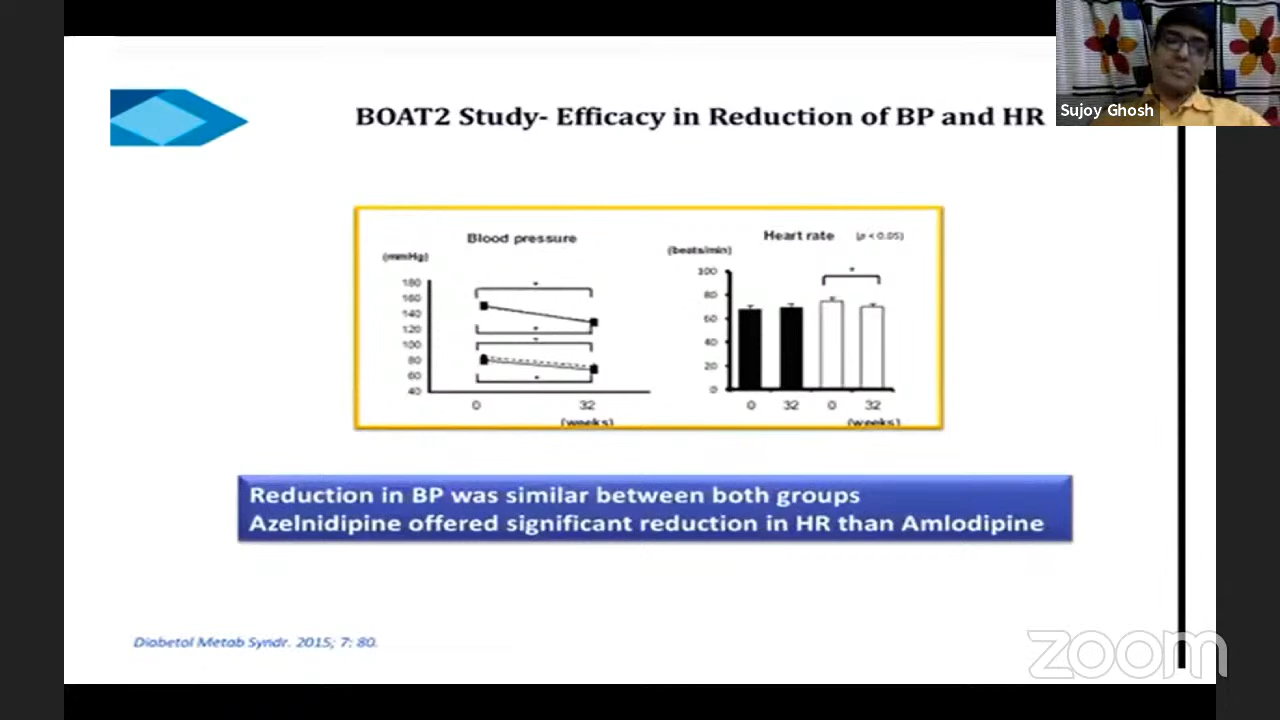 Sujoy Ghosh
BOAT2 Study- Efficacy in Reduction of BP and HR
Blood pressure
(mmHg)
180
160
140
120
100
80
60
40
0 32
(weeks)
Heart rate (p < 0.05)
(beats/min)
100
80
60
40
20
0
0 32 0 32
(weeks)
* * * * *
Reduction in BP was similar between both groups
Azelnidipine offered significant reduction in HR than Amlodipine
Diabetol Metab Syndr. 2015; 7: 80.
zoom